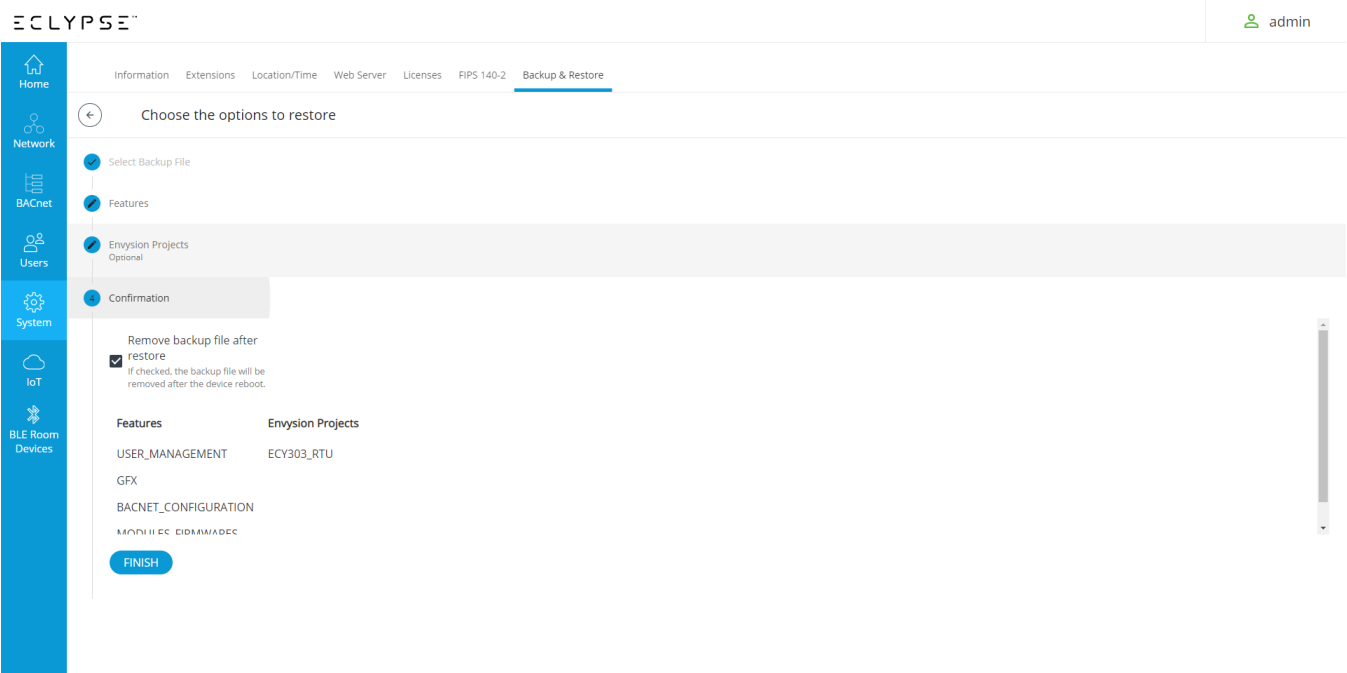 ECLYPSE™
admin
Home
Network
BACnet
Users
System
IoT
BLE Room
Devices
Information Extensions Location/Time Web Server Licenses FIPS 140-2 Backup & Restore
Choose the options to restore
Select Backup File
Features
Envysion Projects
Optional
4 Confirmation
Remove backup file after
restore
If checked, the backup file will be
removed after the device reboot.
Features Envysion Projects
USER_MANAGEMENT ECY303_RTU
GFX
BACNET_CONFIGURATION
MODULES_FIRMWARES
FINISH